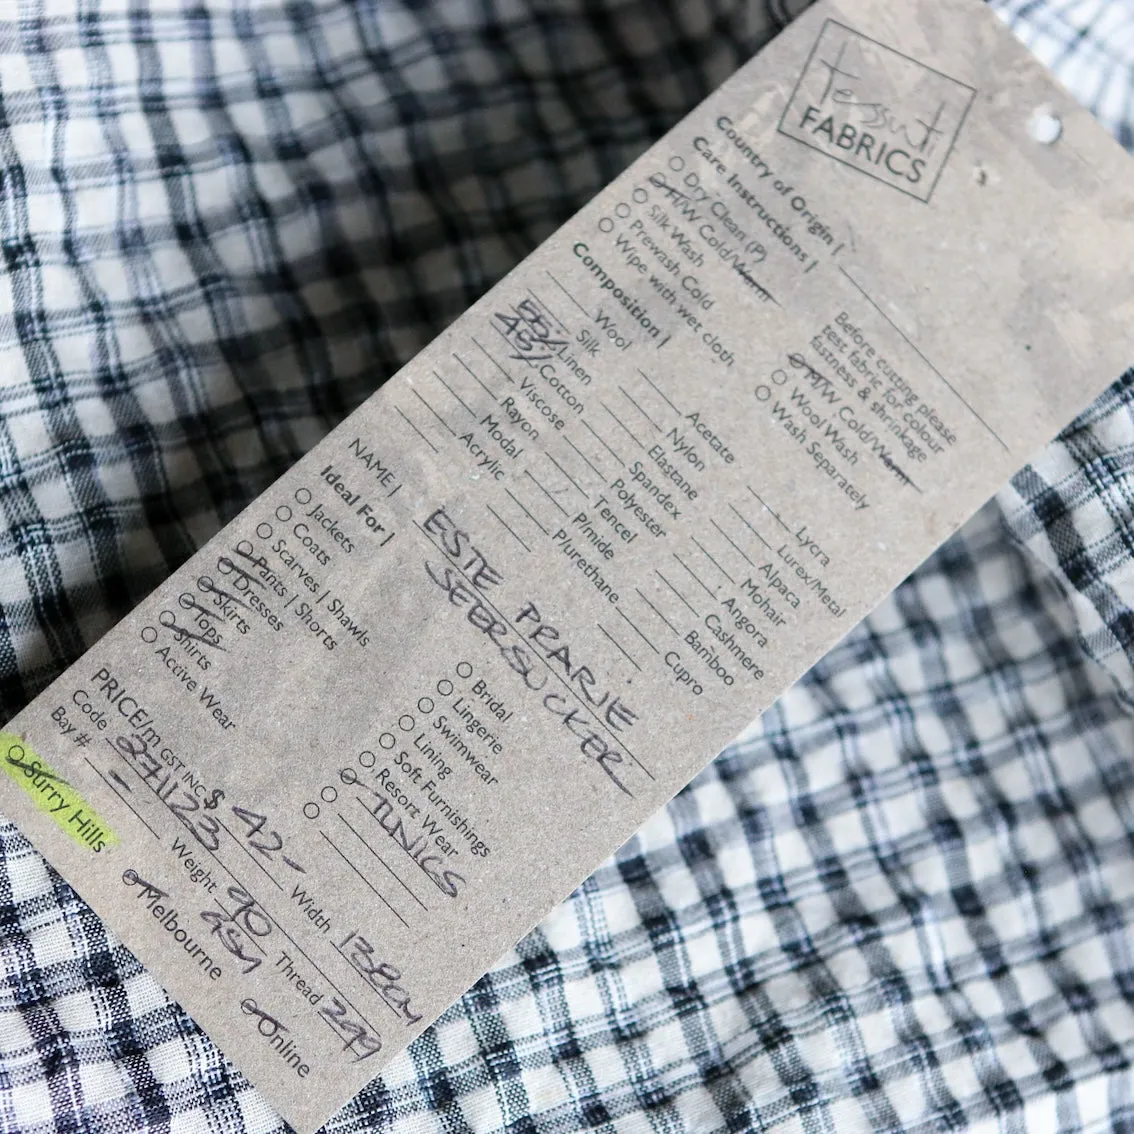 Tessuti
FABRICS
Country of Origin |
Care Instructions |
Dry Clean (P)
H/W Cold/Warm
Silk Wash
Prewash Cold
Wipe with wet cloth
Before cutting please
test fabric for colour
fastness & shrinkage
M/W Cold/Warm
Wool Wash
Wash Separately
Composition |
Wool
Silk
55% Linen
45% Cotton
Viscose
Rayon
Modal
Acrylic
Acetate
Nylon
Elastane
Spandex
Polyester
Tencel
P/mide
P/urethane
Lycra
Lurex/Metal
Alpaca
Mohair
Angora
Cashmere
Bamboo
Cupro
NAME |
ESTE PRARIE
SEERSUCKER
Ideal For |
Jackets
Coats
Scarves | Shawls
Pants | Shorts
Dresses
Skirts
Tops
Shirts
Active Wear
Bridal
Lingerie
Swimwear
Lining
Soft Furnishings
Resort Wear
TUNICS
PRICE/m GST INC $ 42-
Width 138cm
Code 271123
Weight 90 GSM
Thread 349
Bay # -
Surry Hills
Melbourne
Online